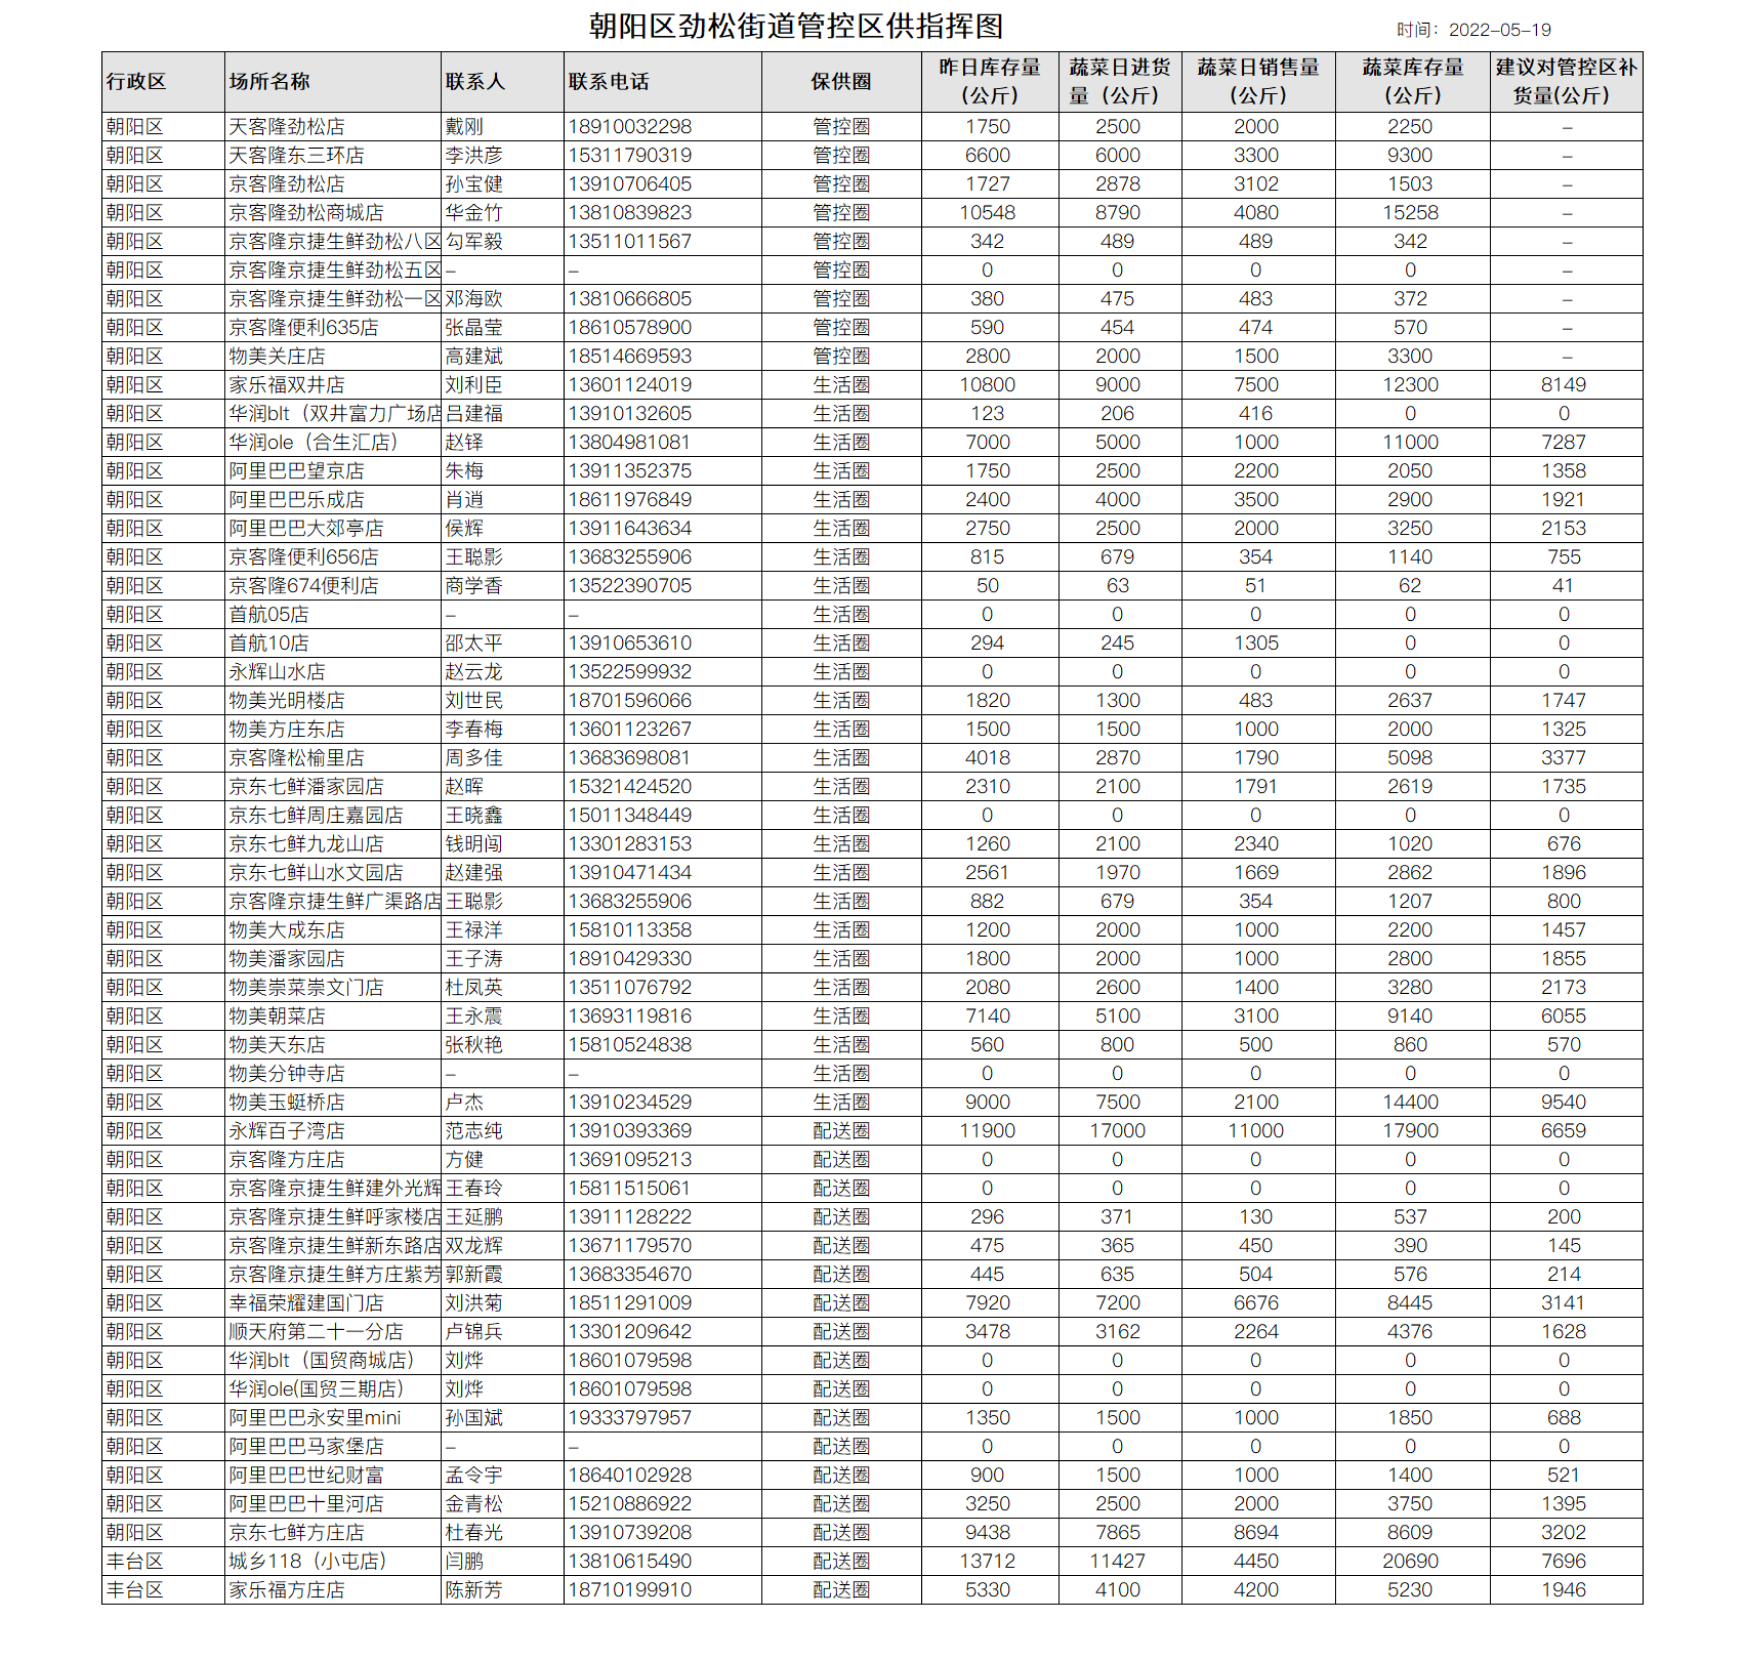 朝阳区劲松街道管控区供指挥图
时间：2022-05-19
行政区 场所名称 联系人 联系电话 保供圈 昨日库存量（公斤） 蔬菜日进货量（公斤） 蔬菜日销售量（公斤） 蔬菜库存量（公斤） 建议对管控区补货量(公斤)
朝阳区 天客隆劲松店 戴刚 18910032298 管控圈 1750 2500 2000 2250 –
朝阳区 天客隆东三环店 李洪彦 15311790319 管控圈 6600 6000 3300 9300 –
朝阳区 京客隆劲松店 孙宝健 13910706405 管控圈 1727 2878 3102 1503 –
朝阳区 京客隆劲松商城店 华金竹 13810839823 管控圈 10548 8790 4080 15258 –
朝阳区 京客隆京捷生鲜劲松八区 勾军毅 13511011567 管控圈 342 489 489 342 –
朝阳区 京客隆京捷生鲜劲松五区 – – 管控圈 0 0 0 0 –
朝阳区 京客隆京捷生鲜劲松一区 邓海欧 13810666805 管控圈 380 475 483 372 –
朝阳区 京客隆便利635店 张晶莹 18610578900 管控圈 590 454 474 570 –
朝阳区 物美关庄店 高建斌 18514669593 管控圈 2800 2000 1500 3300 –
朝阳区 家乐福双井店 刘利臣 13601124019 生活圈 10800 9000 7500 12300 8149
朝阳区 华润blt（双井富力广场店 吕建福 13910132605 生活圈 123 206 416 0 0
朝阳区 华润ole（合生汇店） 赵铎 13804981081 生活圈 7000 5000 1000 11000 7287
朝阳区 阿里巴巴望京店 朱梅 13911352375 生活圈 1750 2500 2200 2050 1358
朝阳区 阿里巴巴乐成店 肖逍 18611976849 生活圈 2400 4000 3500 2900 1921
朝阳区 阿里巴巴大郊亭店 侯辉 13911643634 生活圈 2750 2500 2000 3250 2153
朝阳区 京客隆便利656店 王聪影 13683255906 生活圈 815 679 354 1140 755
朝阳区 京客隆674便利店 商学香 13522390705 生活圈 50 63 51 62 41
朝阳区 首航05店 – – 生活圈 0 0 0 0 0
朝阳区 首航10店 邵太平 13910653610 生活圈 294 245 1305 0 0
朝阳区 永辉山水店 赵云龙 13522599932 生活圈 0 0 0 0 0
朝阳区 物美光明楼店 刘世民 18701596066 生活圈 1820 1300 483 2637 1747
朝阳区 物美方庄东店 李春梅 13601123267 生活圈 1500 1500 1000 2000 1325
朝阳区 京客隆松榆里店 周多佳 13683698081 生活圈 4018 2870 1790 5098 3377
朝阳区 京东七鲜潘家园店 赵晖 15321424520 生活圈 2310 2100 1791 2619 1735
朝阳区 京东七鲜周庄嘉园店 王晓鑫 15011348449 生活圈 0 0 0 0 0
朝阳区 京东七鲜九龙山店 钱明闯 13301283153 生活圈 1260 2100 2340 1020 676
朝阳区 京东七鲜山水文园店 赵建强 13910471434 生活圈 2561 1970 1669 2862 1896
朝阳区 京客隆京捷生鲜广渠路店 王聪影 13683255906 生活圈 882 679 354 1207 800
朝阳区 物美大成东店 王禄洋 15810113358 生活圈 1200 2000 1000 2200 1457
朝阳区 物美潘家园店 王子涛 18910429330 生活圈 1800 2000 1000 2800 1855
朝阳区 物美崇菜崇文门店 杜凤英 13511076792 生活圈 2080 2600 1400 3280 2173
朝阳区 物美朝菜店 王永震 13693119816 生活圈 7140 5100 3100 9140 6055
朝阳区 物美天东店 张秋艳 15810524838 生活圈 560 800 500 860 570
朝阳区 物美分钟寺店 – – 生活圈 0 0 0 0 0
朝阳区 物美玉蜓桥店 卢杰 13910234529 生活圈 9000 7500 2100 14400 9540
朝阳区 永辉百子湾店 范志纯 13910393369 配送圈 11900 17000 11000 17900 6659
朝阳区 京客隆方庄店 方健 13691095213 配送圈 0 0 0 0 0
朝阳区 京客隆京捷生鲜建外光辉 王春玲 15811515061 配送圈 0 0 0 0 0
朝阳区 京客隆京捷生鲜呼家楼店 王延鹏 13911128222 配送圈 296 371 130 537 200
朝阳区 京客隆京捷生鲜新东路店 双龙辉 13671179570 配送圈 475 365 450 390 145
朝阳区 京客隆京捷生鲜方庄紫芳 郭新霞 13683354670 配送圈 445 635 504 576 214
朝阳区 幸福荣耀建国门店 刘洪菊 18511291009 配送圈 7920 7200 6676 8445 3141
朝阳区 顺天府第二十一分店 卢锦兵 13301209642 配送圈 3478 3162 2264 4376 1628
朝阳区 华润blt（国贸商城店） 刘烨 18601079598 配送圈 0 0 0 0 0
朝阳区 华润ole(国贸三期店） 刘烨 18601079598 配送圈 0 0 0 0 0
朝阳区 阿里巴巴永安里mini 孙国斌 19333797957 配送圈 1350 1500 1000 1850 688
朝阳区 阿里巴巴马家堡店 – – 配送圈 0 0 0 0 0
朝阳区 阿里巴巴世纪财富 孟令宇 18640102928 配送圈 900 1500 1000 1400 521
朝阳区 阿里巴巴十里河店 金青松 15210886922 配送圈 3250 2500 2000 3750 1395
朝阳区 京东七鲜方庄店 杜春光 13910739208 配送圈 9438 7865 8694 8609 3202
丰台区 城乡118（小屯店） 闫鹏 13810615490 配送圈 13712 11427 4450 20690 7696
丰台区 家乐福方庄店 陈新芳 18710199910 配送圈 5330 4100 4200 5230 1946